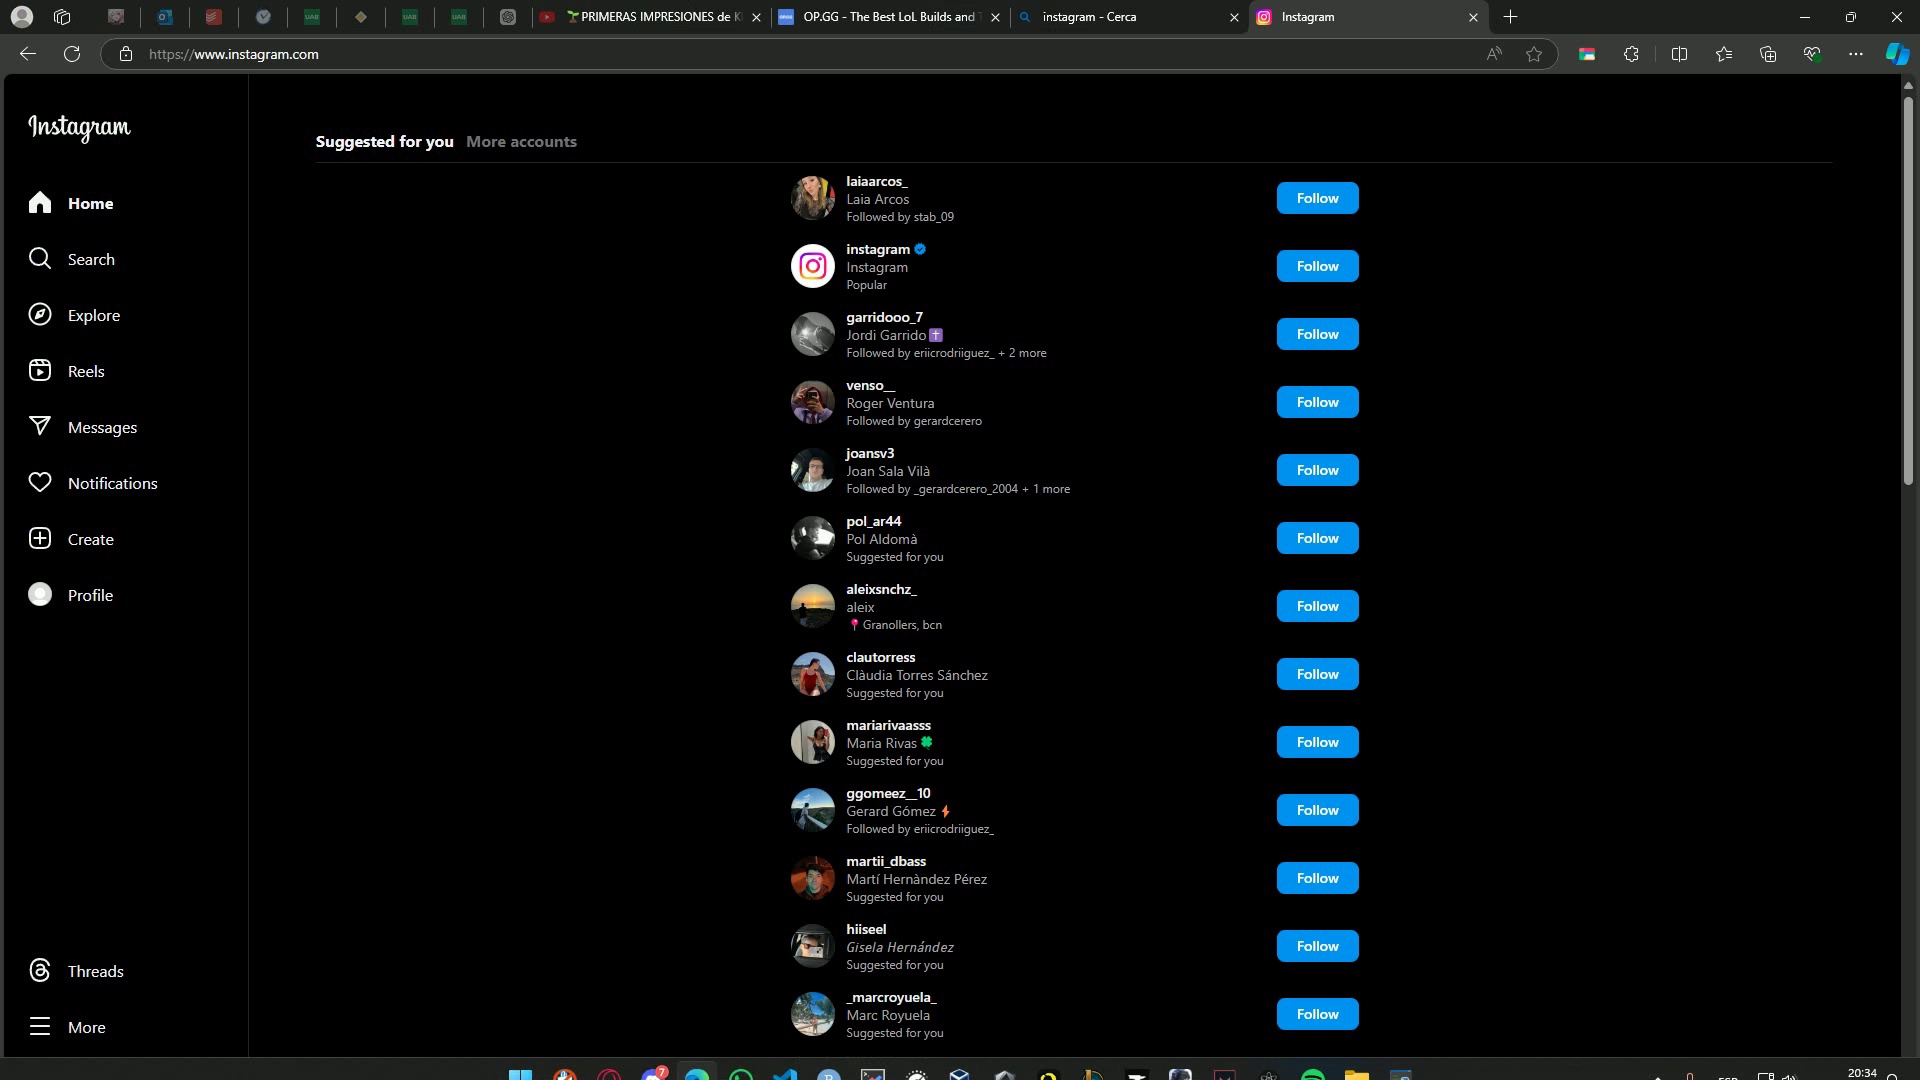 🌱PRIMERAS IMPRESIONES de K
OP.GG - The Best LoL Builds and T
instagram - Cerca
Instagram
https://www.instagram.com
Instagram
Home
Search
Explore
Reels
Messages
Notifications
Create
Profile
Threads
More
Suggested for you More accounts
laiaarcos_
Laia Arcos
Followed by stab_09
Follow
instagram
Instagram
Popular
Follow
garridooo_7
Jordi Garrido✝️
Followed by eriicrodriiguez_ + 2 more
Follow
venso__
Roger Ventura
Followed by gerardcerero
Follow
joansv3
Joan Sala Vilà
Followed by _gerardcerero_2004 + 1 more
Follow
pol_ar44
Pol Aldomà
Suggested for you
Follow
aleixsnchz_
aleix
📍Granollers, bcn
Follow
clautorress
Clàudia Torres Sánchez
Suggested for you
Follow
mariarivaasss
Maria Rivas 🍀
Suggested for you
Follow
ggomeez__10
Gerard Gómez ⚡
Followed by eriicrodriiguez_
Follow
martii_dbass
Martí Hernàndez Pérez
Suggested for you
Follow
hiiseel
Gisela Hernández
Suggested for you
Follow
_marcroyuela_
Marc Royuela
Suggested for you
Follow
7
20:34